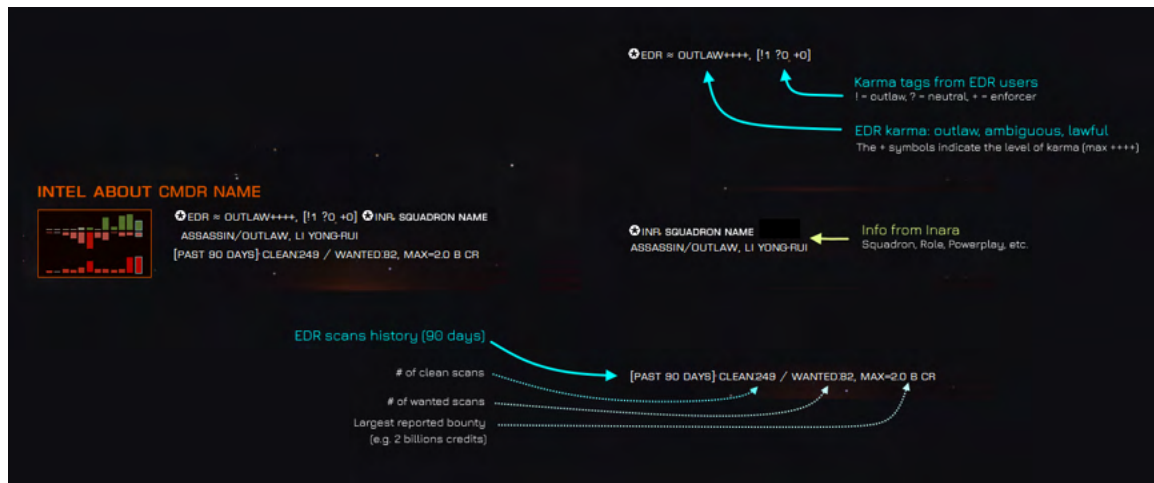 EDR ≈ OUTLAW++++, [!1 ?0 +0]
Karma tags from EDR users
! = outlaw, ? = neutral, + = enforcer
EDR karma: outlaw, ambiguous, lawful
The + symbols indicate the level of karma (max ++++)
INTEL ABOUT CMDR NAME
EDR ≈ OUTLAW++++, [!1 ?0 +0] INR≈ SQUADRON NAME
ASSASSIN/OUTLAW, LI YONG-RUI
[PAST 90 DAYS]: CLEAN:249 / WANTED:82, MAX=2.0 B CR
INR≈ SQUADRON NAME
ASSASSIN/OUTLAW, LI YONG-RUI
Info from Inara
Squadron, Role, Powerplay, etc.
EDR scans history (90 days)
[PAST 90 DAYS]: CLEAN:249 / WANTED:82, MAX=2.0 B CR
# of clean scans
# of wanted scans
Largest reported bounty
(e.g. 2 billions credits)